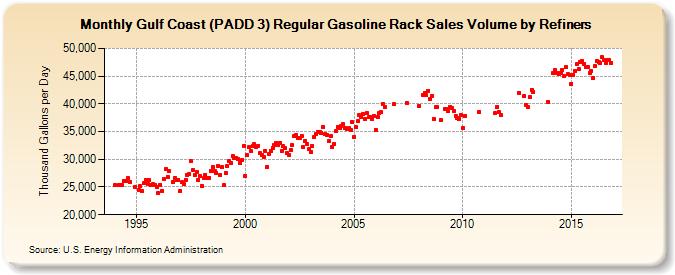 Monthly Gulf Coast (PADD 3) Regular Gasoline Rack Sales Volume by Refiners
Thousand Gallons per Day
50,000
45,000
40,000
35,000
30,000
25,000
20,000
1995 2000 2005 2010 2015
Source: U.S. Energy Information Administration